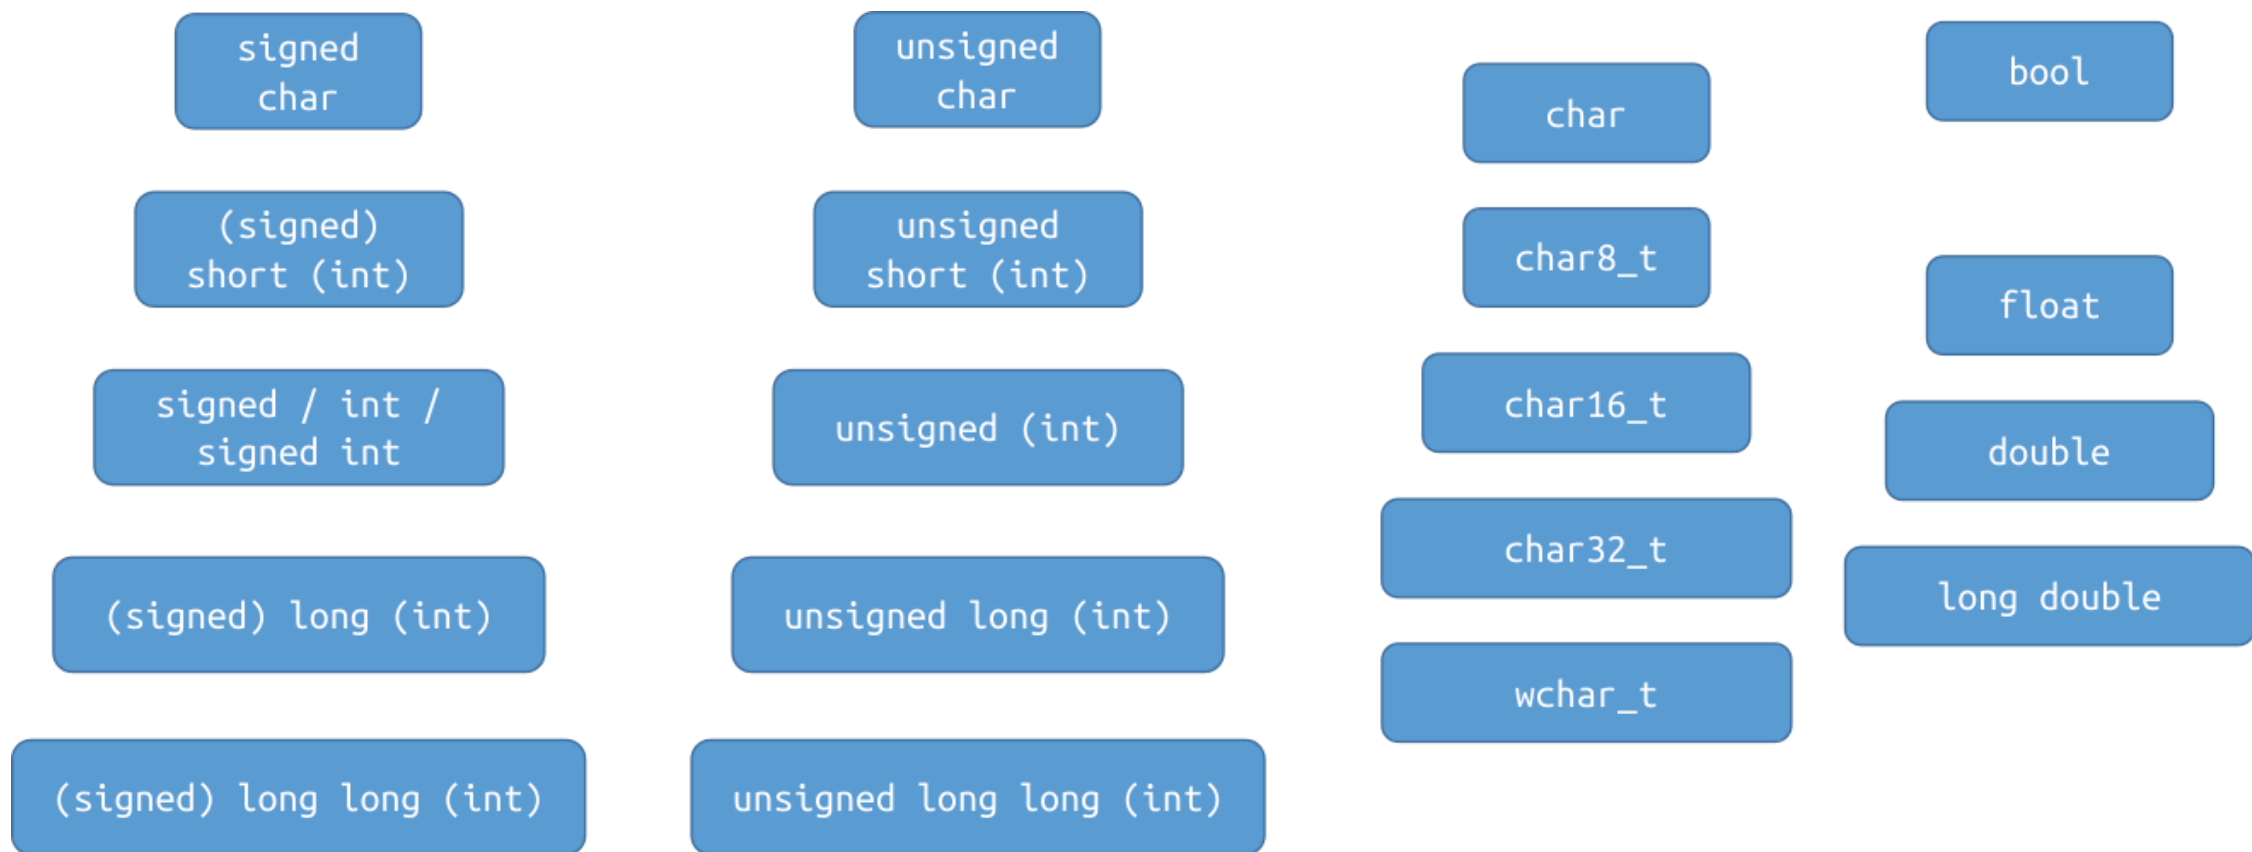 signed
char
(signed)
short (int)
signed / int /
signed int
(signed) long (int)
(signed) long long (int)
unsigned
char
unsigned
short (int)
unsigned (int)
unsigned long (int)
unsigned long long (int)
char
char8_t
char16_t
char32_t
wchar_t
bool
float
double
long double